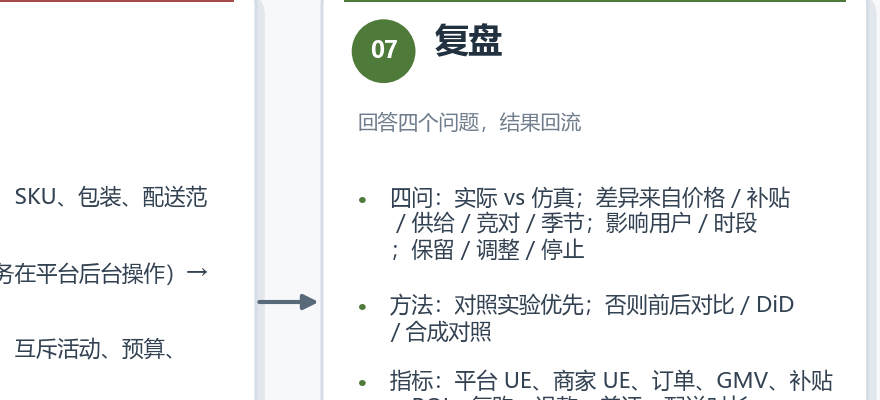 SKU、包装、配送范
务在平台后台操作）→
互斥活动、预算、
07 复盘
回答四个问题，结果回流
• 四问：实际 vs 仿真；差异来自价格 / 补贴
/ 供给 / 竞对 / 季节；影响用户 / 时段
；保留 / 调整 / 停止
• 方法：对照实验优先；否则前后对比 / DiD
/ 合成对照
• 指标：平台 UE、商家 UE、订单、GMV、补贴